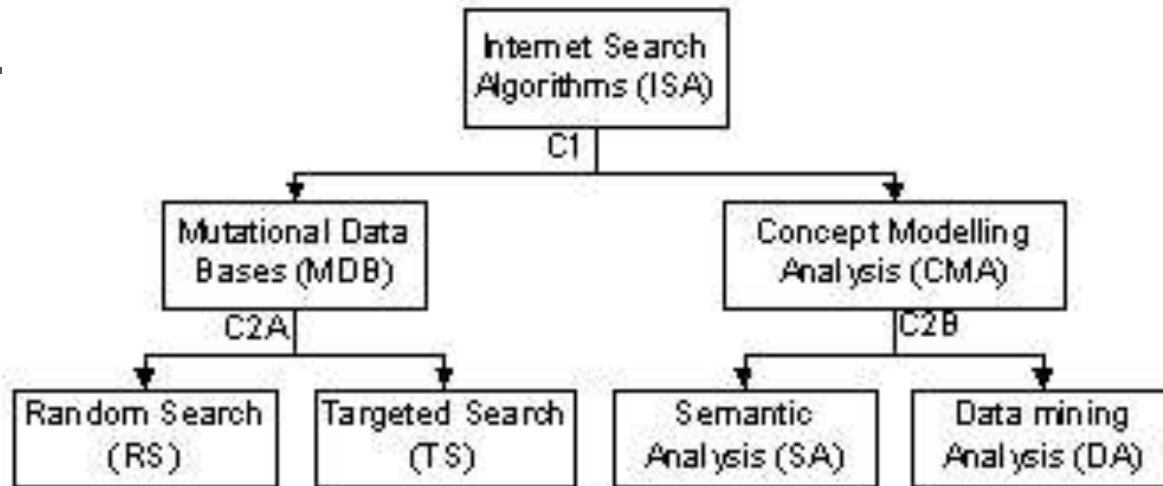 Internet Search
Algorithms (ISA)
C1
Mutational Data
Bases (MDB)
Concept Modelling
Analysis (CMA)
C2A
C2B
Random Search
(RS)
Targeted Search
(TS)
Semantic
Analysis (SA)
Data mining
Analysis (DA)